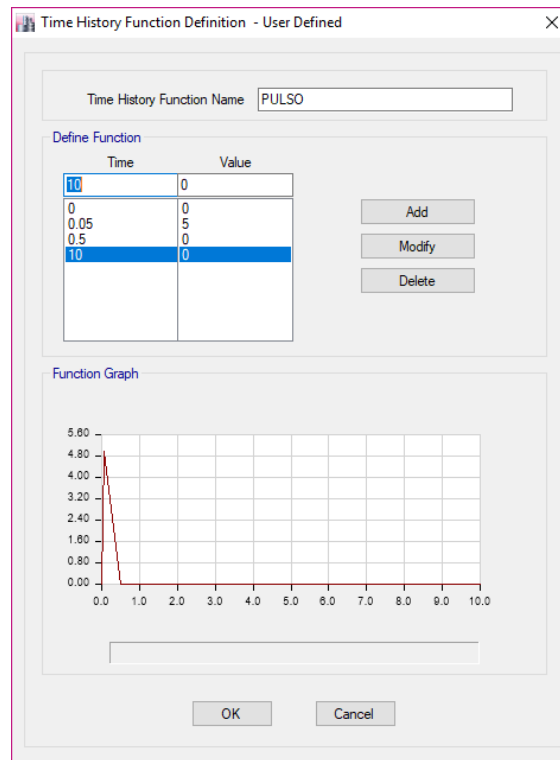 Time History Function Definition - User Defined
Time History Function Name PULSO
Define Function
Time Value
10 0
0 0
0.05 5
0.5 0
10 0
Add
Modify
Delete
Function Graph
5.60
4.80
4.00
3.20
2.40
1.60
0.80
0.00
0.0 1.0 2.0 3.0 4.0 5.0 6.0 7.0 8.0 9.0 10.0
OK Cancel